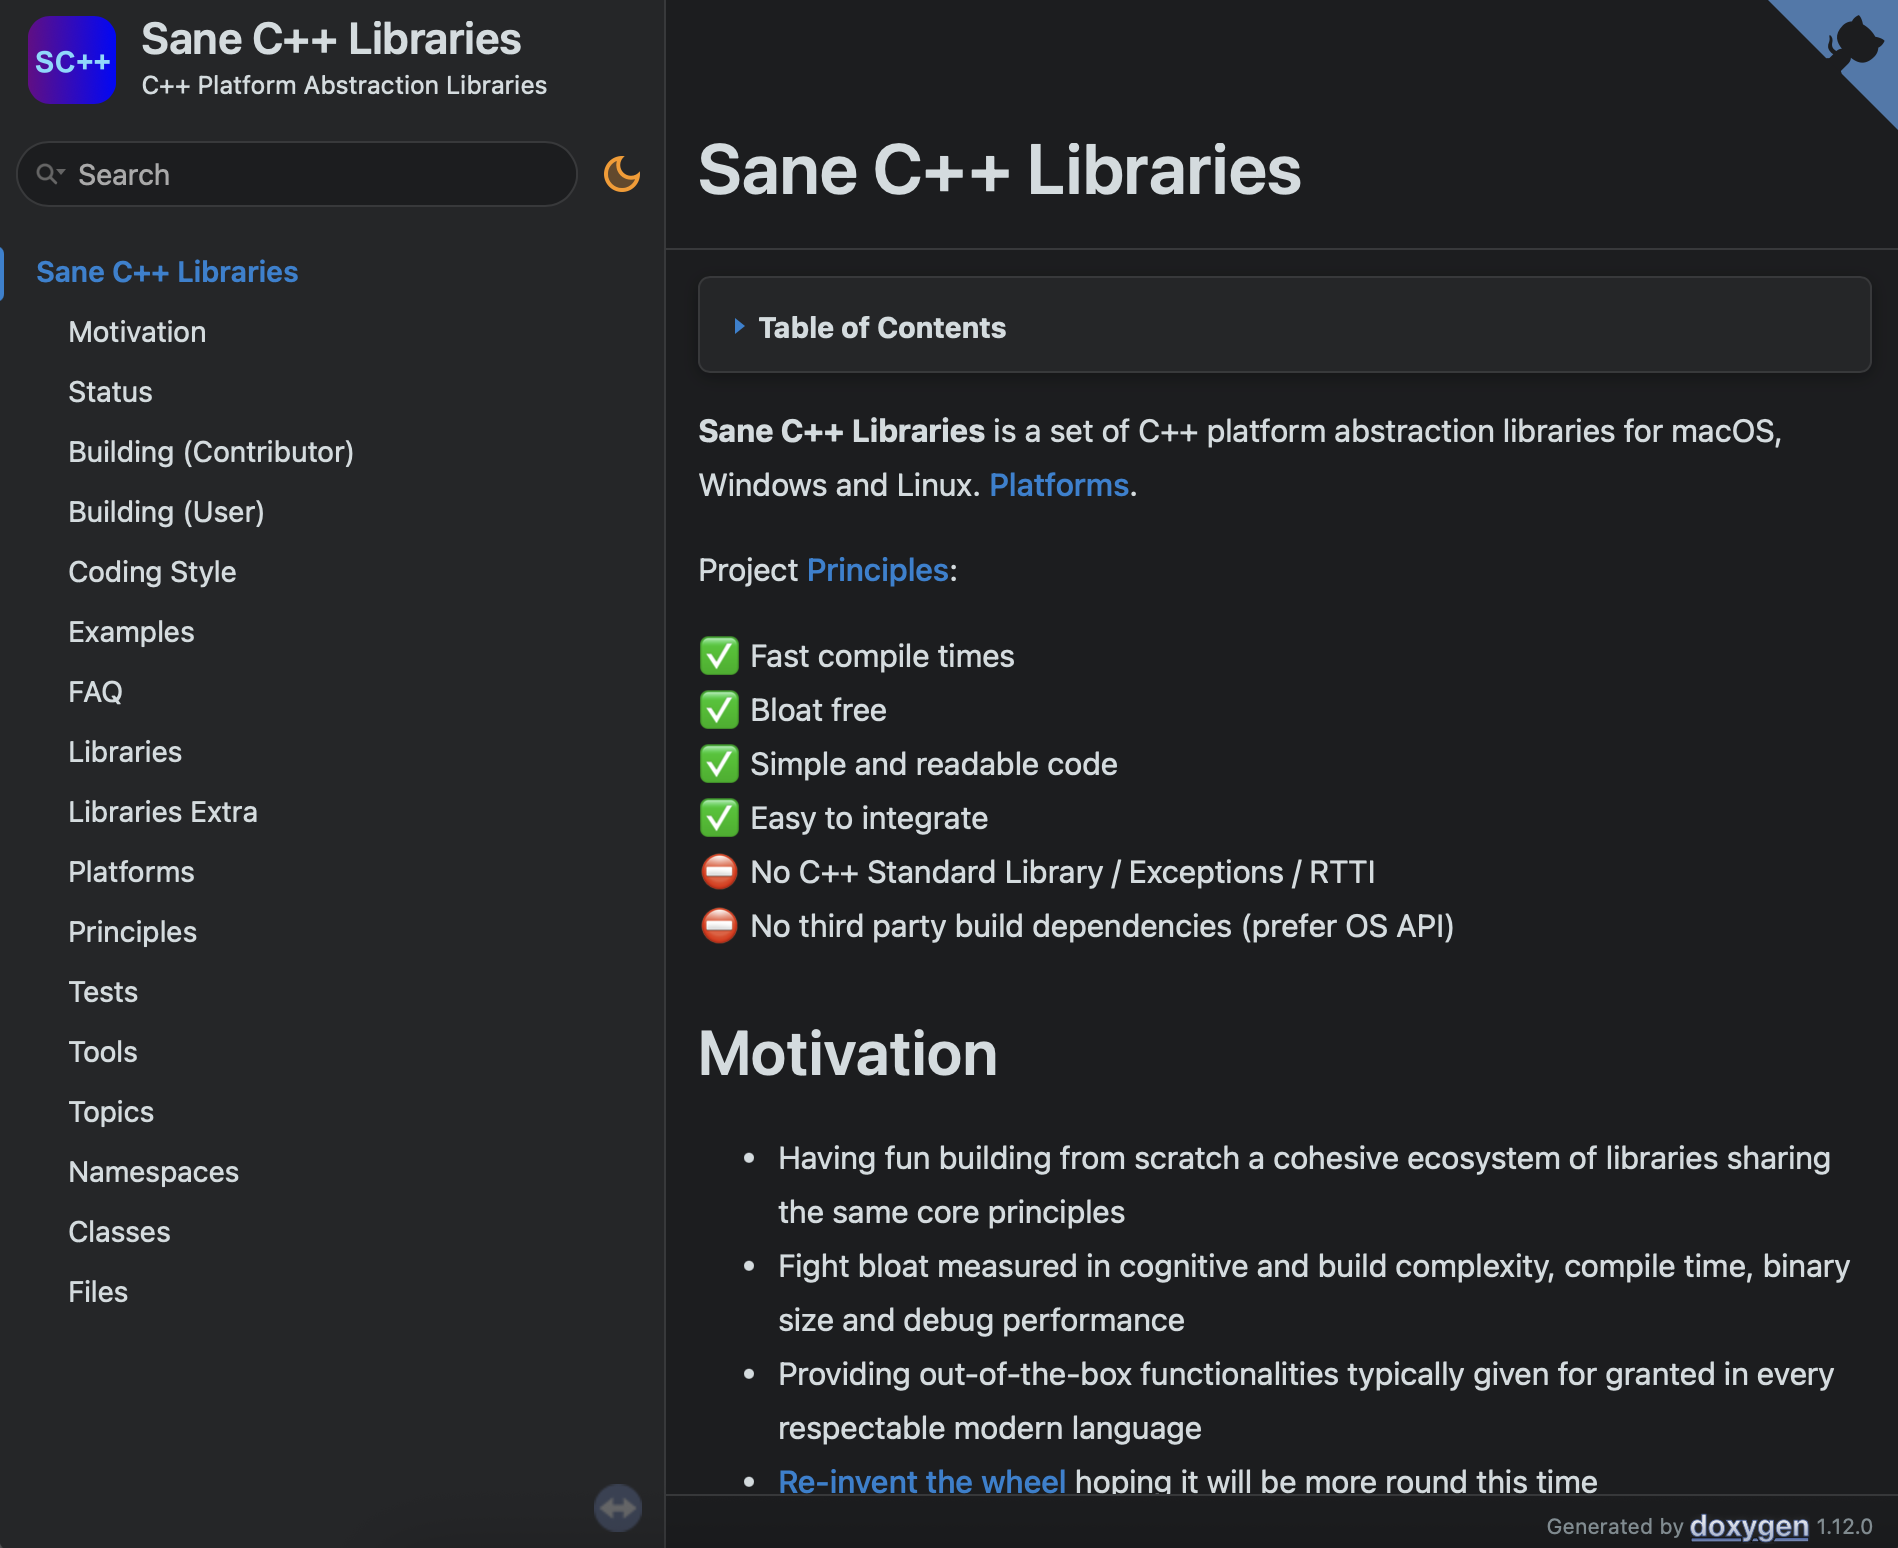 SC++
Sane C++ Libraries
C++ Platform Abstraction Libraries
Search
Sane C++ Libraries
Motivation
Status
Building (Contributor)
Building (User)
Coding Style
Examples
FAQ
Libraries
Libraries Extra
Platforms
Principles
Tests
Tools
Topics
Namespaces
Classes
Files
Sane C++ Libraries
Table of Contents
Sane C++ Libraries is a set of C++ platform abstraction libraries for macOS,
Windows and Linux. Platforms.
Project Principles:
✅ Fast compile times
✅ Bloat free
✅ Simple and readable code
✅ Easy to integrate
⛔ No C++ Standard Library / Exceptions / RTTI
⛔ No third party build dependencies (prefer OS API)
Motivation
• Having fun building from scratch a cohesive ecosystem of libraries sharing
the same core principles
• Fight bloat measured in cognitive and build complexity, compile time, binary
size and debug performance
• Providing out-of-the-box functionalities typically given for granted in every
respectable modern language
• Re-invent the wheel hoping it will be more round this time
Generated by doxygen 1.12.0